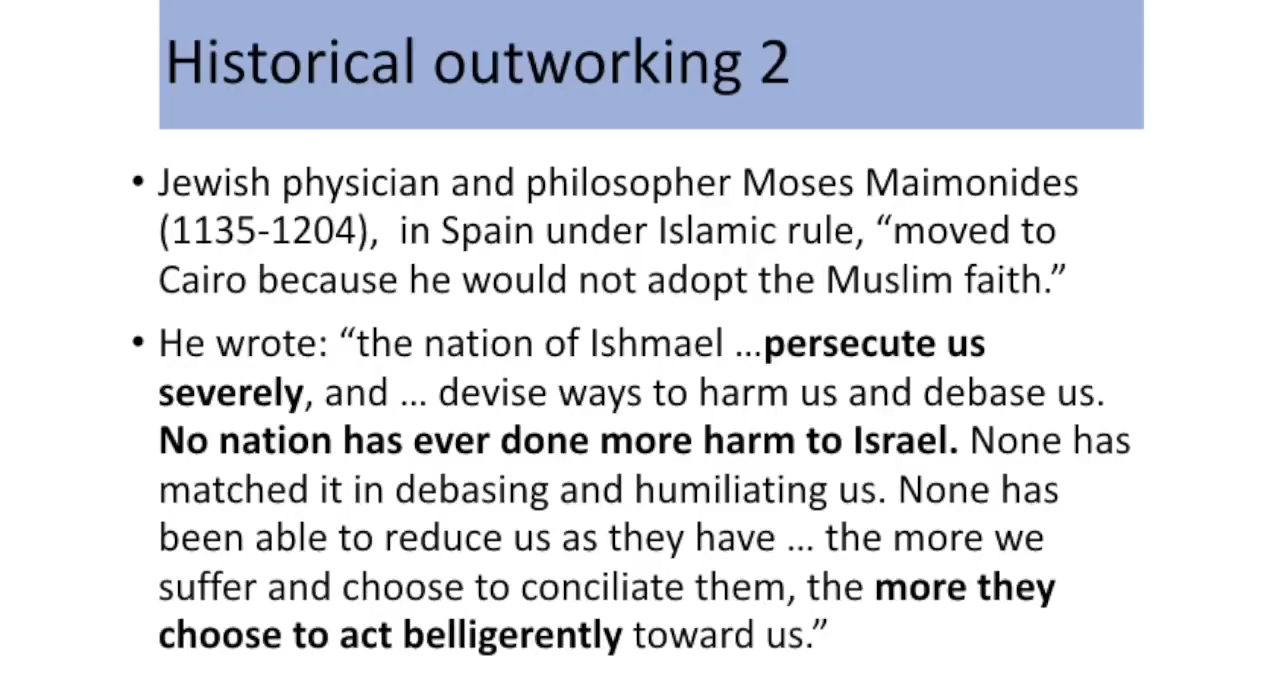 Historical outworking 2
• Jewish physician and philosopher Moses Maimonides
(1135-1204),  in Spain under Islamic rule, “moved to
Cairo because he would not adopt the Muslim faith.”
• He wrote: “the nation of Ishmael …persecute us
severely, and … devise ways to harm us and debase us.
No nation has ever done more harm to Israel. None has
matched it in debasing and humiliating us. None has
been able to reduce us as they have … the more we
suffer and choose to conciliate them, the more they
choose to act belligerently toward us.”